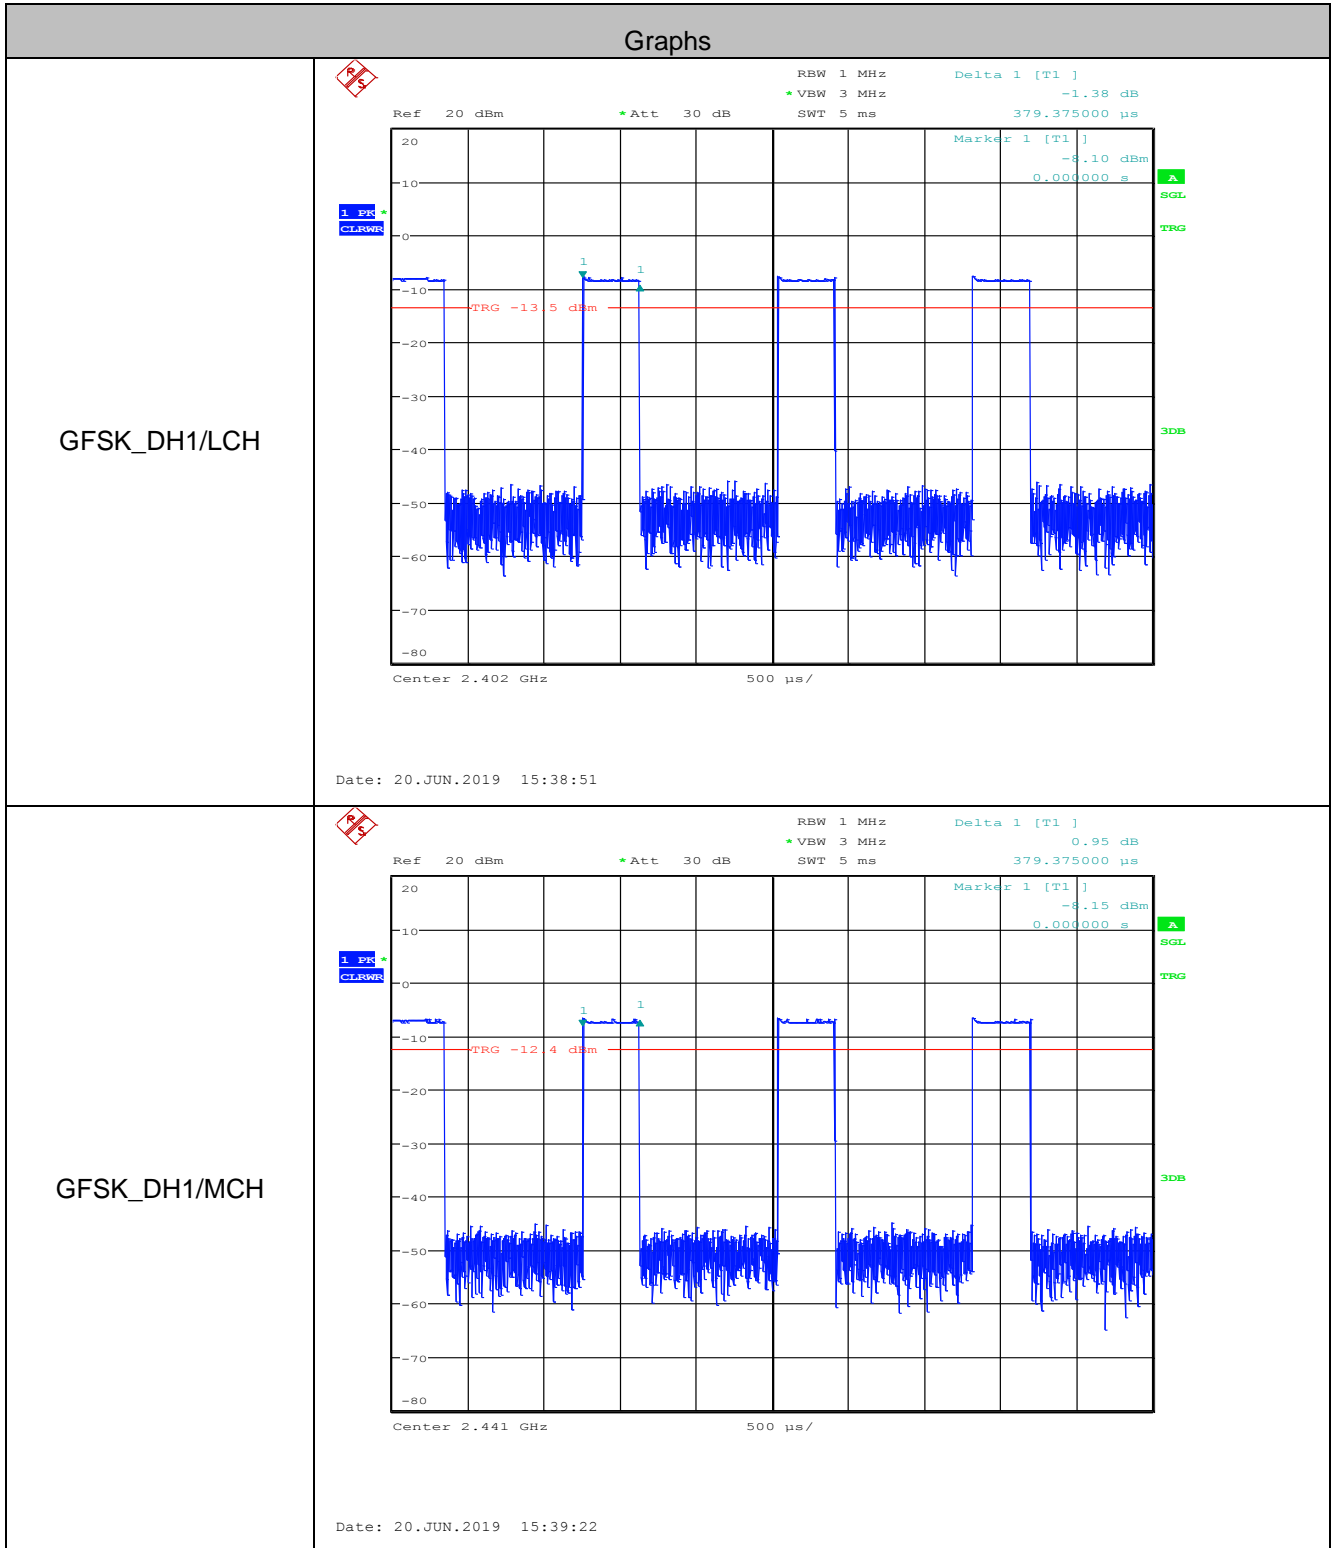 Graphs
GFSK_DH1/LCH
RS
RBW 1 MHz
Delta 1 [T1 ]
*VBW 3 MHz
-1.38 dB
Ref 20 dBm
*Att 30 dB
SWT 5 ms
379.375000 µs
20
Marker 1 [T1 ]
-8.10 dBm
0.000000 s
A
10
SGL
1 PK *
CLRWR
TRG
0
1
1
-10
TRG -13.5 dBm
-20
-30
3DB
-40
-50
-60
-70
-80
Center 2.402 GHz
500 µs/
Date: 20.JUN.2019 15:38:51
GFSK_DH1/MCH
RS
RBW 1 MHz
Delta 1 [T1 ]
*VBW 3 MHz
0.95 dB
Ref 20 dBm
*Att 30 dB
SWT 5 ms
379.375000 µs
20
Marker 1 [T1 ]
-8.15 dBm
0.000000 s
A
10
SGL
1 PK *
CLRWR
TRG
0
1
1
-10
TRG -12.4 dBm
-20
-30
3DB
-40
-50
-60
-70
-80
Center 2.441 GHz
500 µs/
Date: 20.JUN.2019 15:39:22